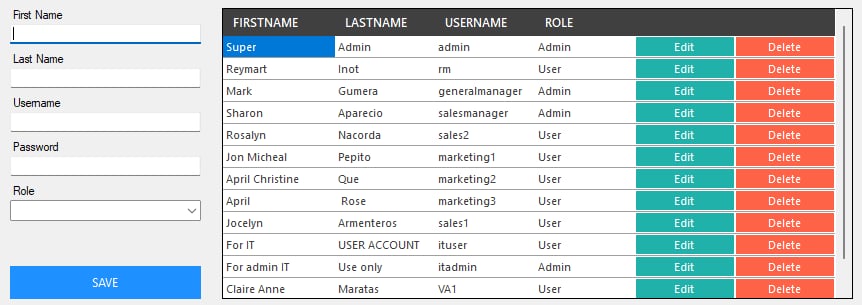 First Name
Last Name
Username
Password
Role
SAVE
FIRSTNAME LASTNAME USERNAME ROLE
Super Admin admin Admin Edit Delete
Reymart Inot rm User Edit Delete
Mark Gumera generalmanager Admin Edit Delete
Sharon Aparecio salesmanager Admin Edit Delete
Rosalyn Nacorda sales2 User Edit Delete
Jon Micheal Pepito marketing1 User Edit Delete
April Christine Que marketing2 User Edit Delete
April Rose marketing3 User Edit Delete
Jocelyn Armenteros sales1 User Edit Delete
For IT USER ACCOUNT ituser User Edit Delete
For admin IT Use only itadmin Admin Edit Delete
Claire Anne Maratas VA1 User Edit Delete